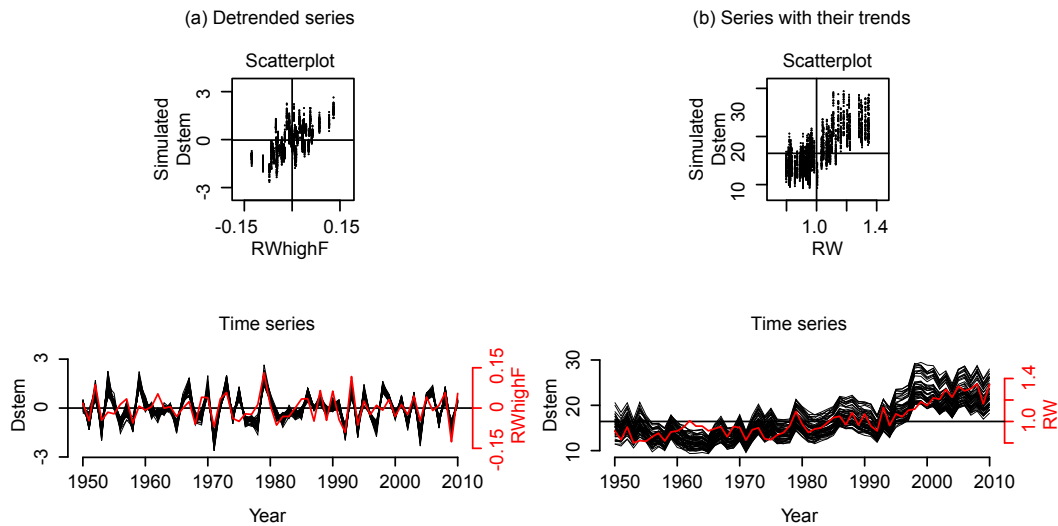 (a) Detrended series
Scatterplot
Simulated
Dstem
3
0
-3
-0.15
0.15
RWhighF
Time series
Dstem
3
0
-3
0.15
0
-0.15
RWhighF
1950 1960 1970 1980 1990 2000 2010
Year
(b) Series with their trends
Scatterplot
Simulated
Dstem
30
20
10
1.0
1.4
RW
Time series
Dstem
30
20
10
1.4
1.0
RW
1950 1960 1970 1980 1990 2000 2010
Year